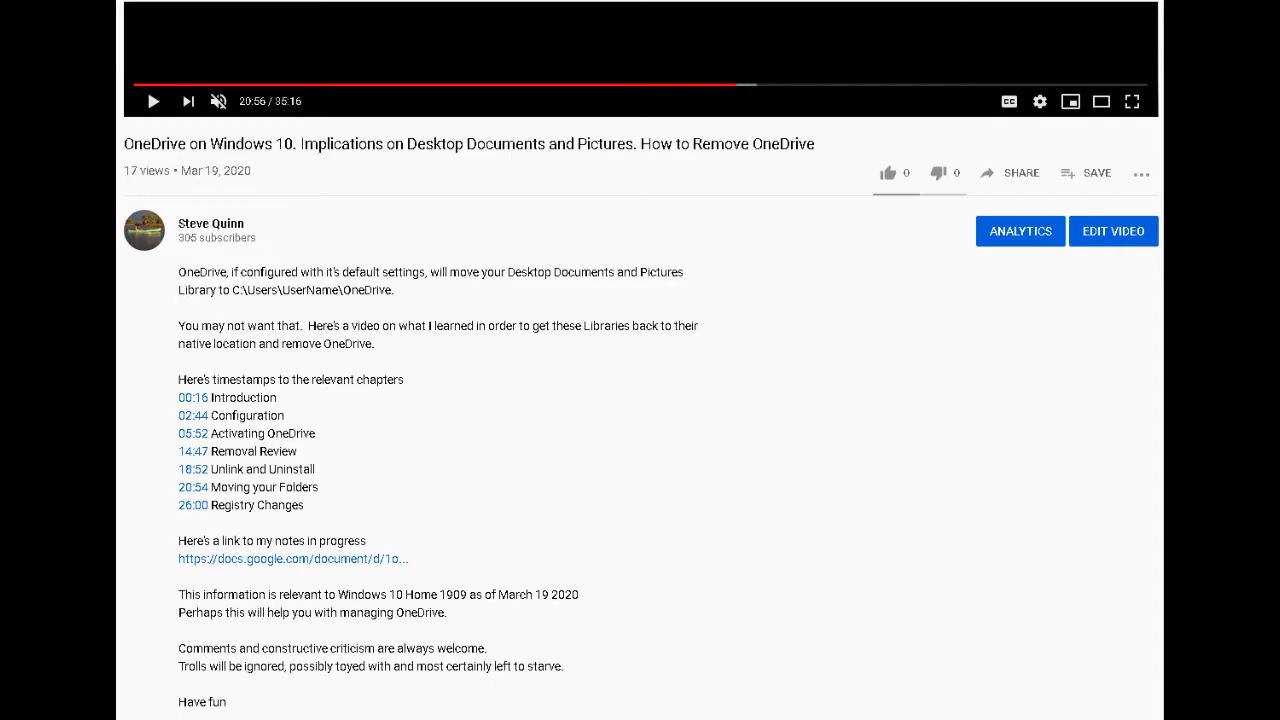 20:56 / 35:16
CC
OneDrive on Windows 10. Implications on Desktop Documents and Pictures. How to Remove OneDrive
17 views • Mar 19, 2020
0
0
SHARE
SAVE
Steve Quinn
305 subscribers
ANALYTICS
EDIT VIDEO
OneDrive, if configured with it's default settings, will move your Desktop Documents and Pictures
Library to C:\Users\UserName\OneDrive.
You may not want that.  Here's a video on what I learned in order to get these Libraries back to their
native location and remove OneDrive.
Here's timestamps to the relevant chapters
00:16 Introduction
02:44 Configuration
05:52 Activating OneDrive
14:47 Removal Review
18:52 Unlink and Uninstall
20:54 Moving your Folders
26:00 Registry Changes
Here's a link to my notes in progress
https://docs.google.com/document/d/1o...
This information is relevant to Windows 10 Home 1909 as of March 19 2020
Perhaps this will help you with managing OneDrive.
Comments and constructive criticism are always welcome.
Trolls will be ignored, possibly toyed with and most certainly left to starve.
Have fun